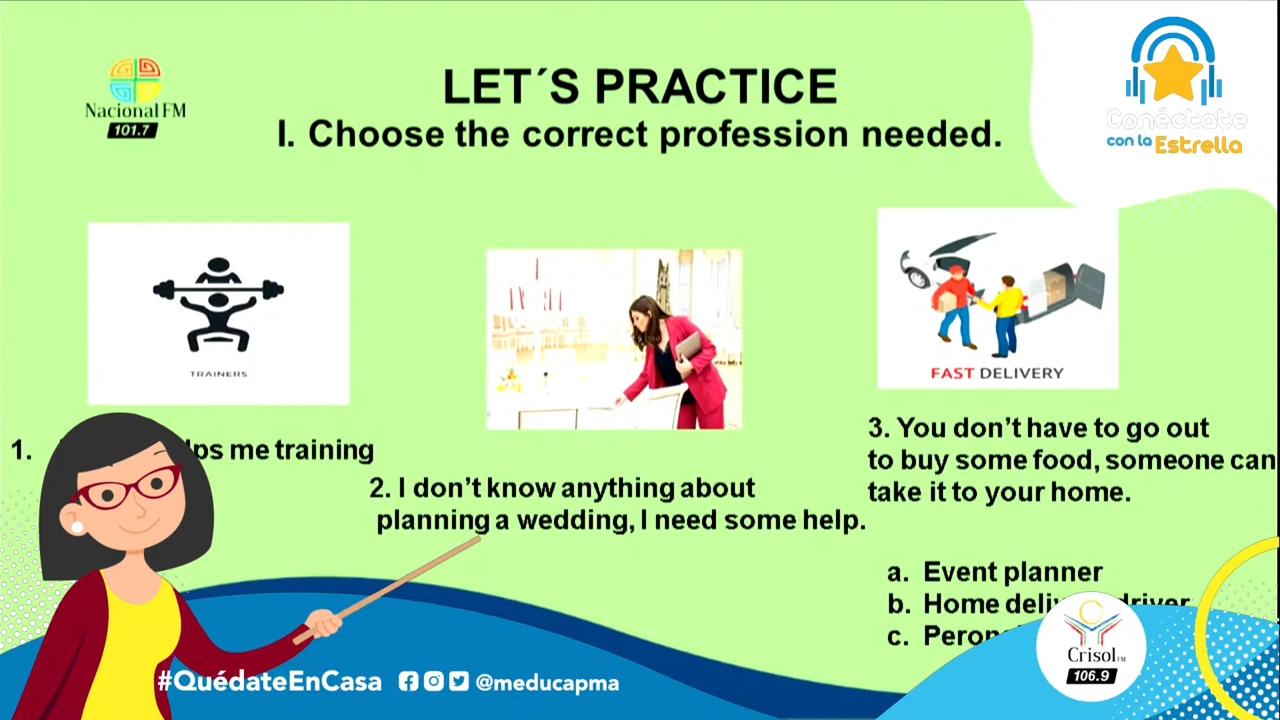 LET´S PRACTICE
I. Choose the correct profession needed.
Nacional FM
101.7
Conéctate
con la Estrella
TRAINERS
FAST DELIVERY
1. me training
2. I don't know anything about
planning a wedding, I need some help.
3. You don't have to go out
to buy some food, someone can
take it to your home.
a. Event planner
b. Home driver
c.
Crisol FM
106.9
#QuédateEnCasa @meducapma